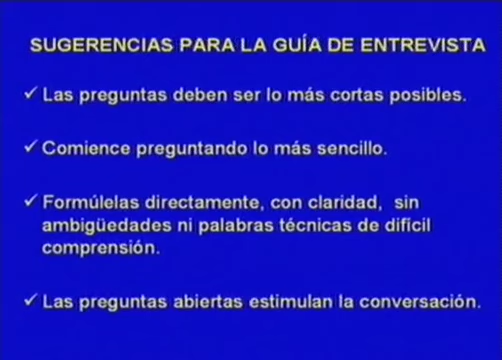 SUGERENCIAS PARA LA GUÍA DE ENTREVISTA
✓ Las preguntas deben ser lo más cortas posibles.
✓ Comience preguntando lo más sencillo.
✓ Formúlelas directamente, con claridad, sin
ambigüedades ni palabras técnicas de difícil
comprensión.
✓ Las preguntas abiertas estimulan la conversación.